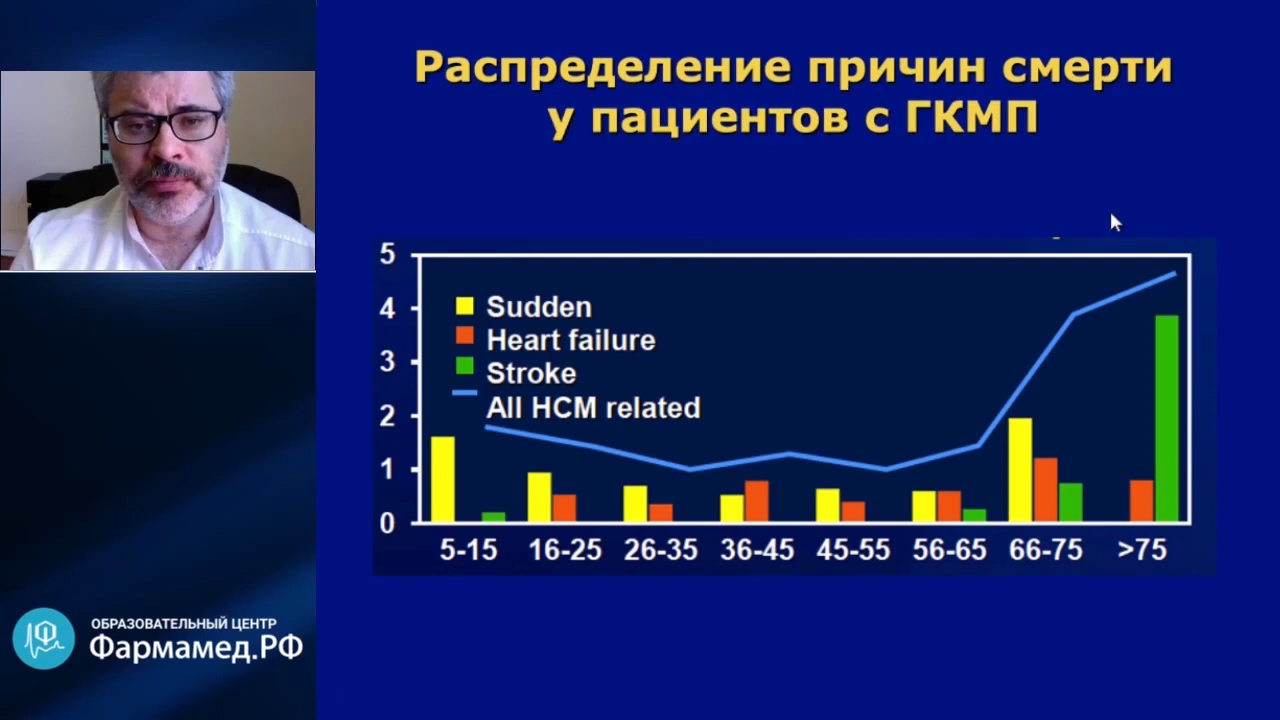 Распределение причин смерти
у пациентов с ГКМП
5
4
3
2
1
0
Sudden
Heart failure
Stroke
All HCM related
5-15 16-25 26-35 36-45 45-55 56-65 66-75 >75
ОБРАЗОВАТЕЛЬНЫЙ ЦЕНТР
Фармамед.РФ